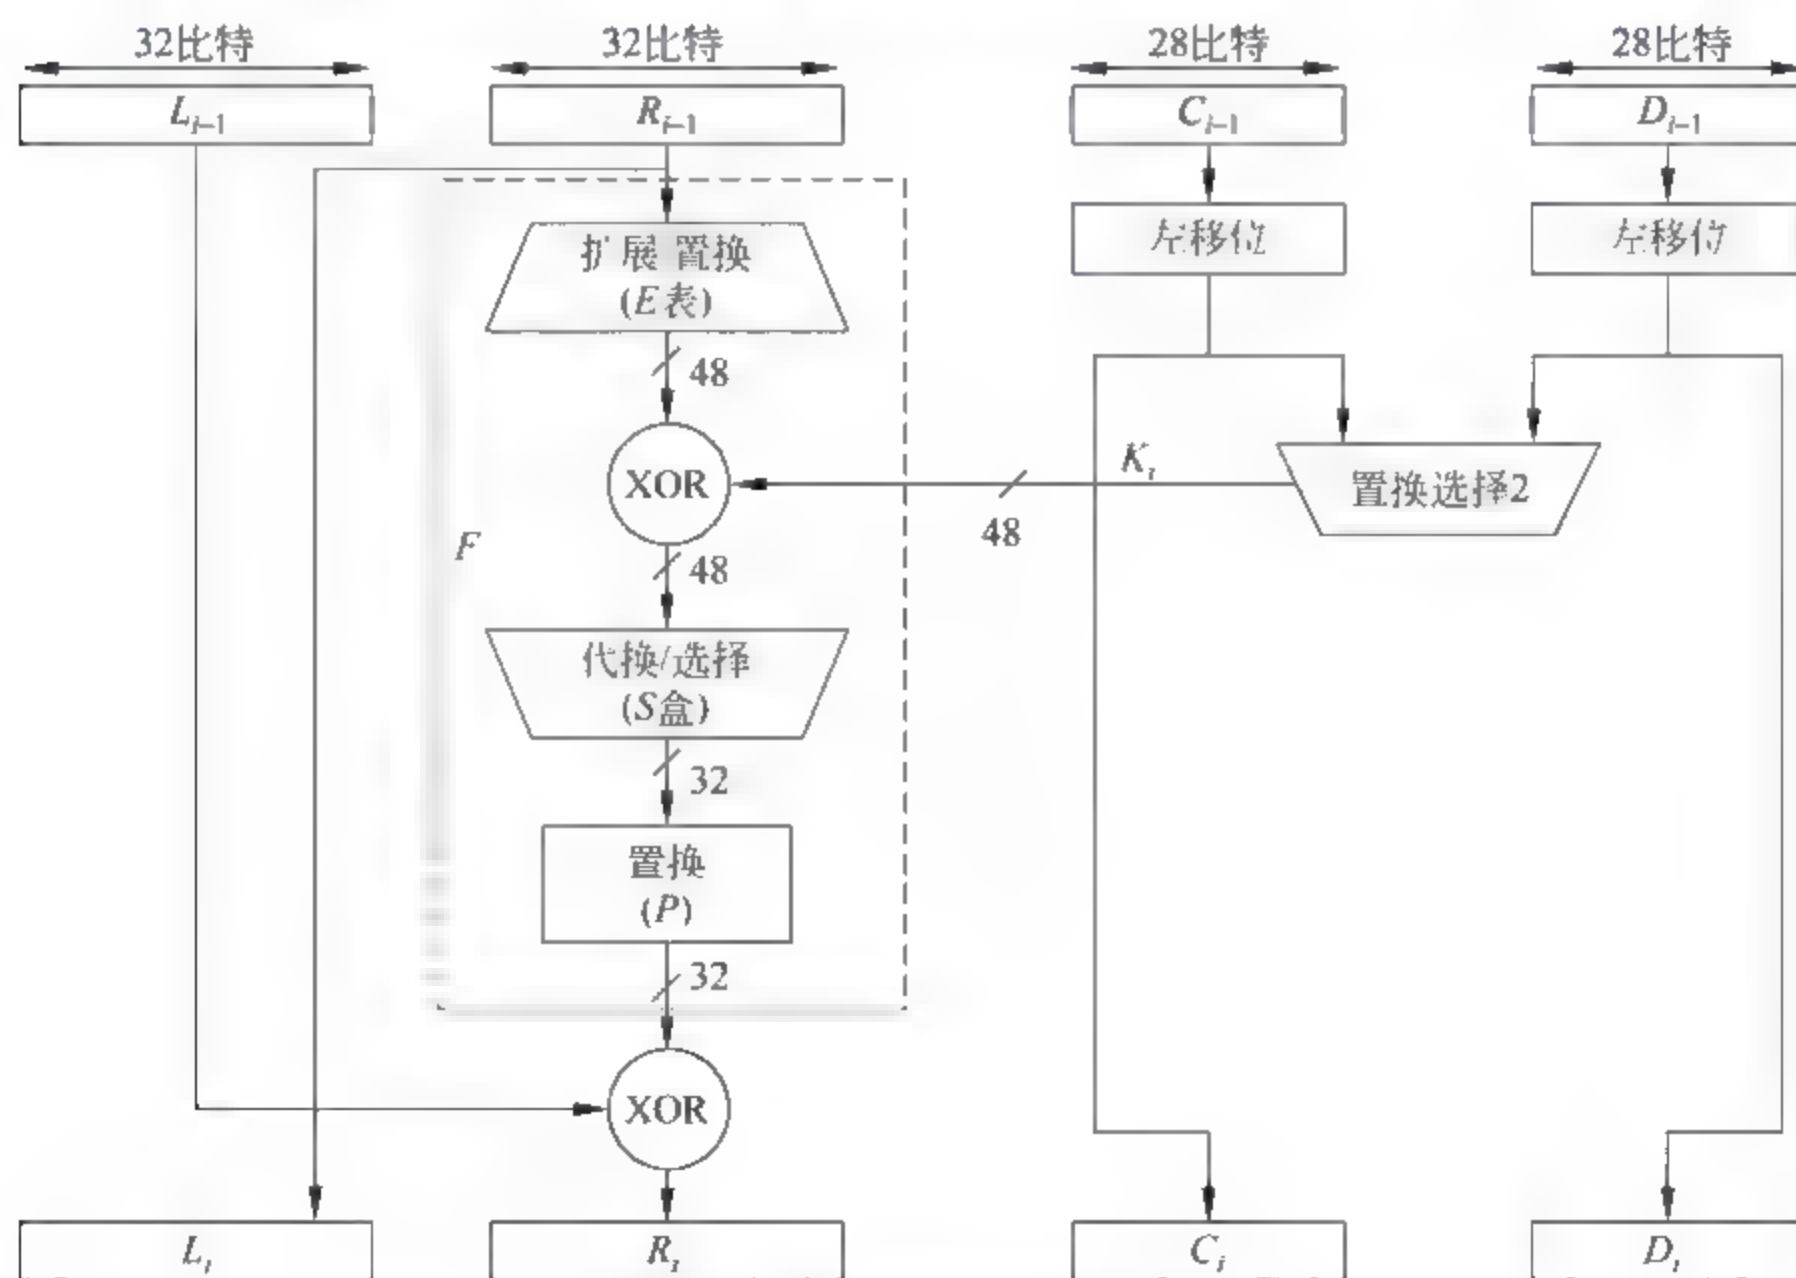 32比特
32比特
28比特
28比特
L_{i-1}
R_{i-1}
C_{i-1}
D_{i-1}
左移位
左移位
扩展 置换
(E表)
48
XOR
K_i
置换选择2
48
F
48
代换/选择
(S盒)
32
置换
(P)
32
XOR
L_i
R_i
C_i
D_i